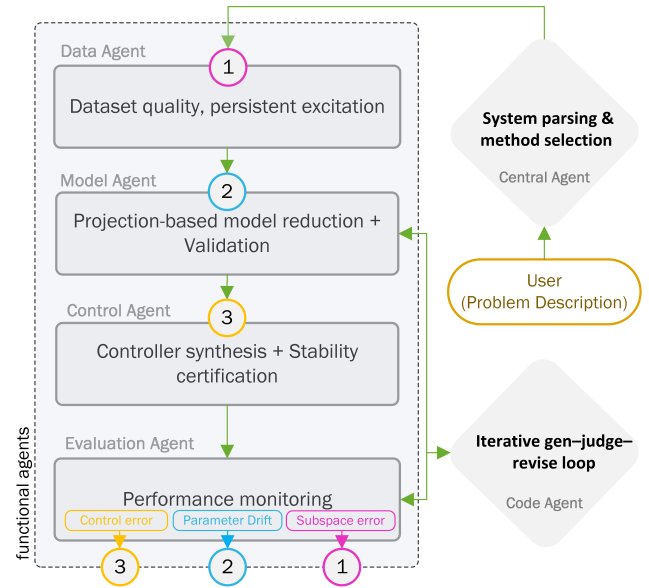 Data Agent
1
Dataset quality, persistent excitation
Model Agent
2
Projection-based model reduction +
Validation
Control Agent
3
Controller synthesis + Stability
certification
Evaluation Agent
Performance monitoring
Control error
Parameter Drift
Subspace error
3
2
1
functional agents
System parsing &
method selection
Central Agent
User
(Problem Description)
Iterative gen–judge–
revise loop
Code Agent